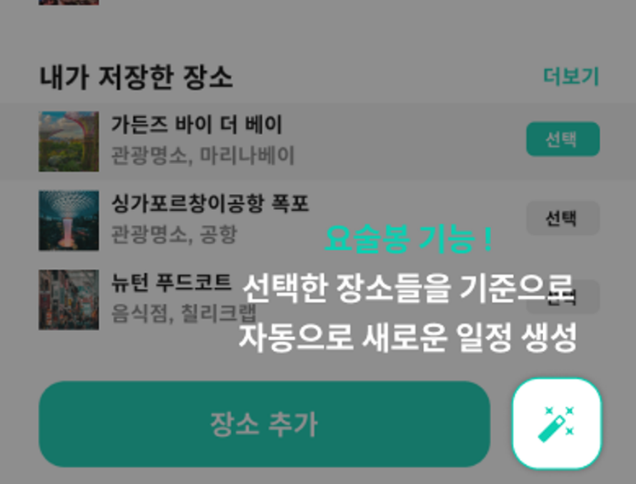 내가 저장한 장소
더보기
가든즈 바이 더 베이
관광명소, 마리나베이
선택
싱가포르창이공항 폭포
관광명소, 공항
선택
요술봉 기능 !
뉴턴 푸드코트
음식점, 칠리크랩
선택
선택한 장소들을 기준으로
자동으로 새로운 일정 생성
장소 추가